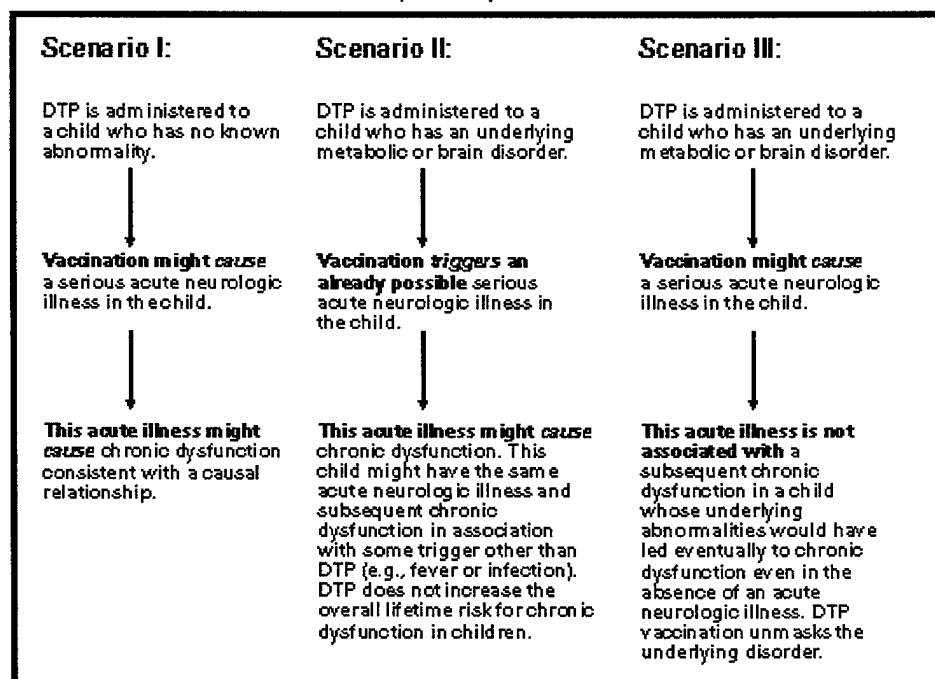 Scenario I:
DTP is administered to
a child who has no known
abnormality.
Vaccination might cause
a serious acute neurologic
illness in the child.
This acute illness might
cause chronic dysfunction
consistent with a causal
relationship.
Scenario II:
DTP is administered to a
child who has an underlying
metabolic or brain disorder.
Vaccination triggers an
already possible serious
acute neurologic illness in
the child.
This acute illness might cause
chronic dysfunction. This
child might have the same
acute neurologic illness and
subsequent chronic
dysfunction in association
with some trigger other than
DTP (e.g., fever or infection).
DTP does not increase the
overall lifetime risk for chronic
dysfunction in children.
Scenario III:
DTP is administered to a
child who has an underlying
metabolic or brain disorder.
Vaccination might cause
a serious acute neurologic
illness in the child.
This acute illness is not
associated with a
subsequent chronic
dysfunction in a child
whose underlying
abnormalities would have
led eventually to chronic
dysfunction even in the
absence of an acute
neurologic illness. DTP
vaccination unmasks the
underlying disorder.